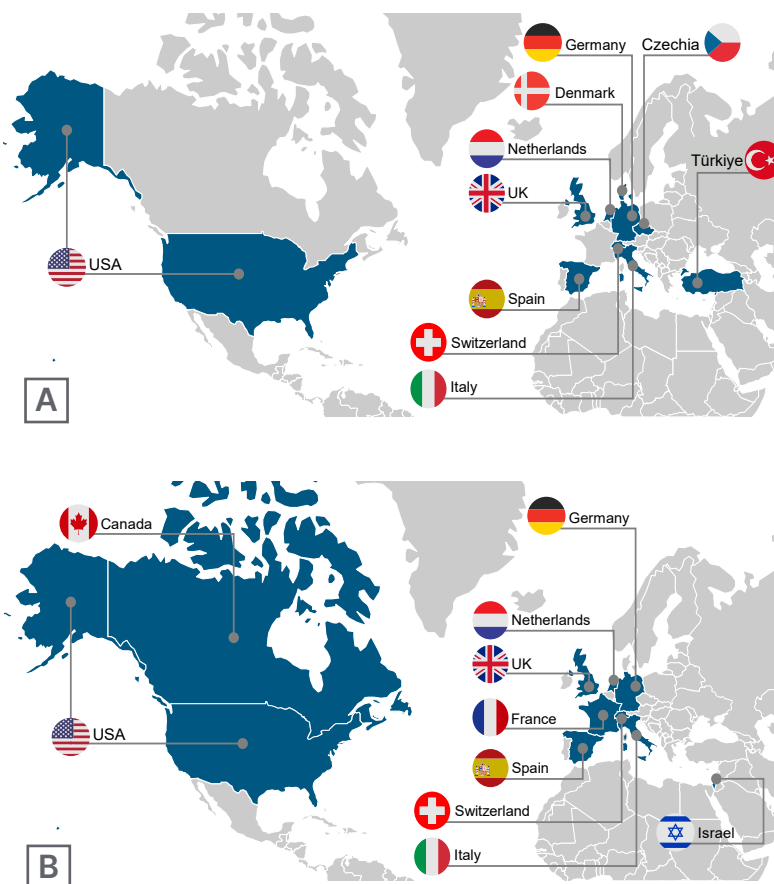 Germany
Czechia
Denmark
Netherlands
Türkiye
UK
USA
Spain
Switzerland
Italy
A
Canada
Germany
Netherlands
UK
France
USA
Spain
Switzerland
Israel
Italy
B